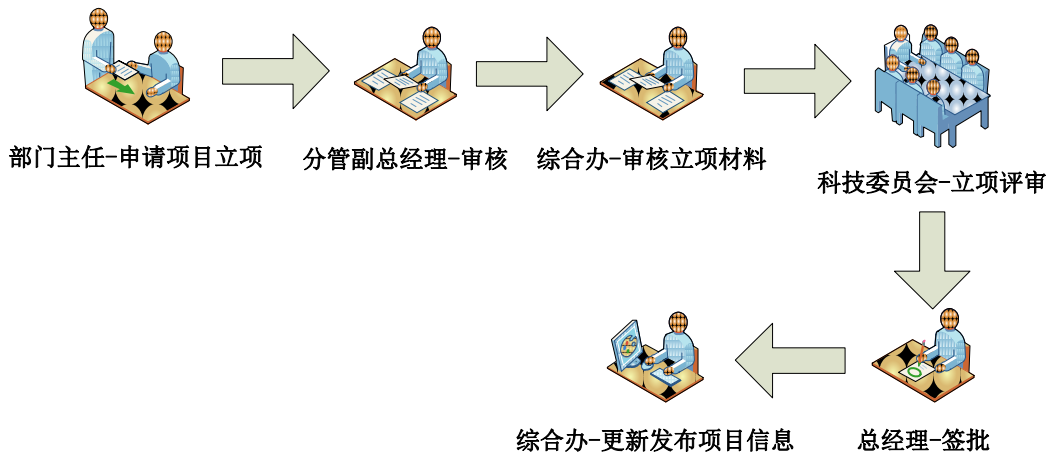 部门主任-申请项目立项
分管副总经理-审核
综合办-审核立项材料
科技委员会-立项评审
总经理-签批
综合办-更新发布项目信息